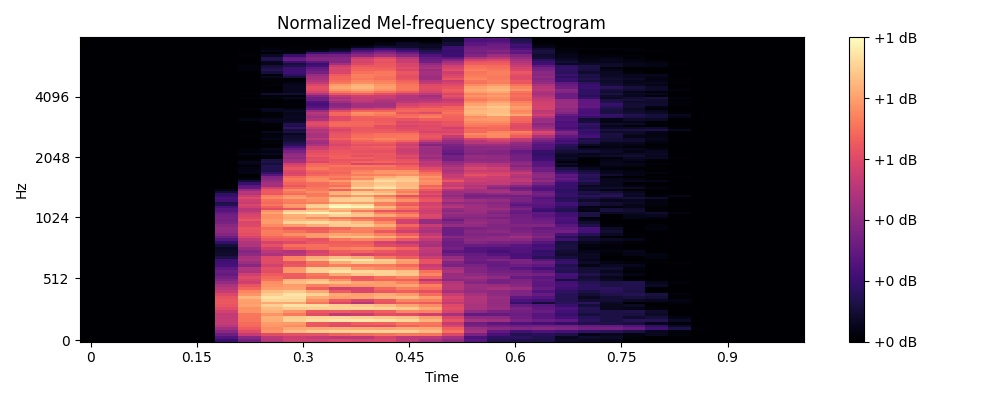 Normalized Mel-frequency spectrogram
+1 dB
4096
+1 dB
2048
+1 dB
Hz
1024
+0 dB
512
+0 dB
0
+0 dB
0 0.15 0.3 0.45 0.6 0.75 0.9
Time